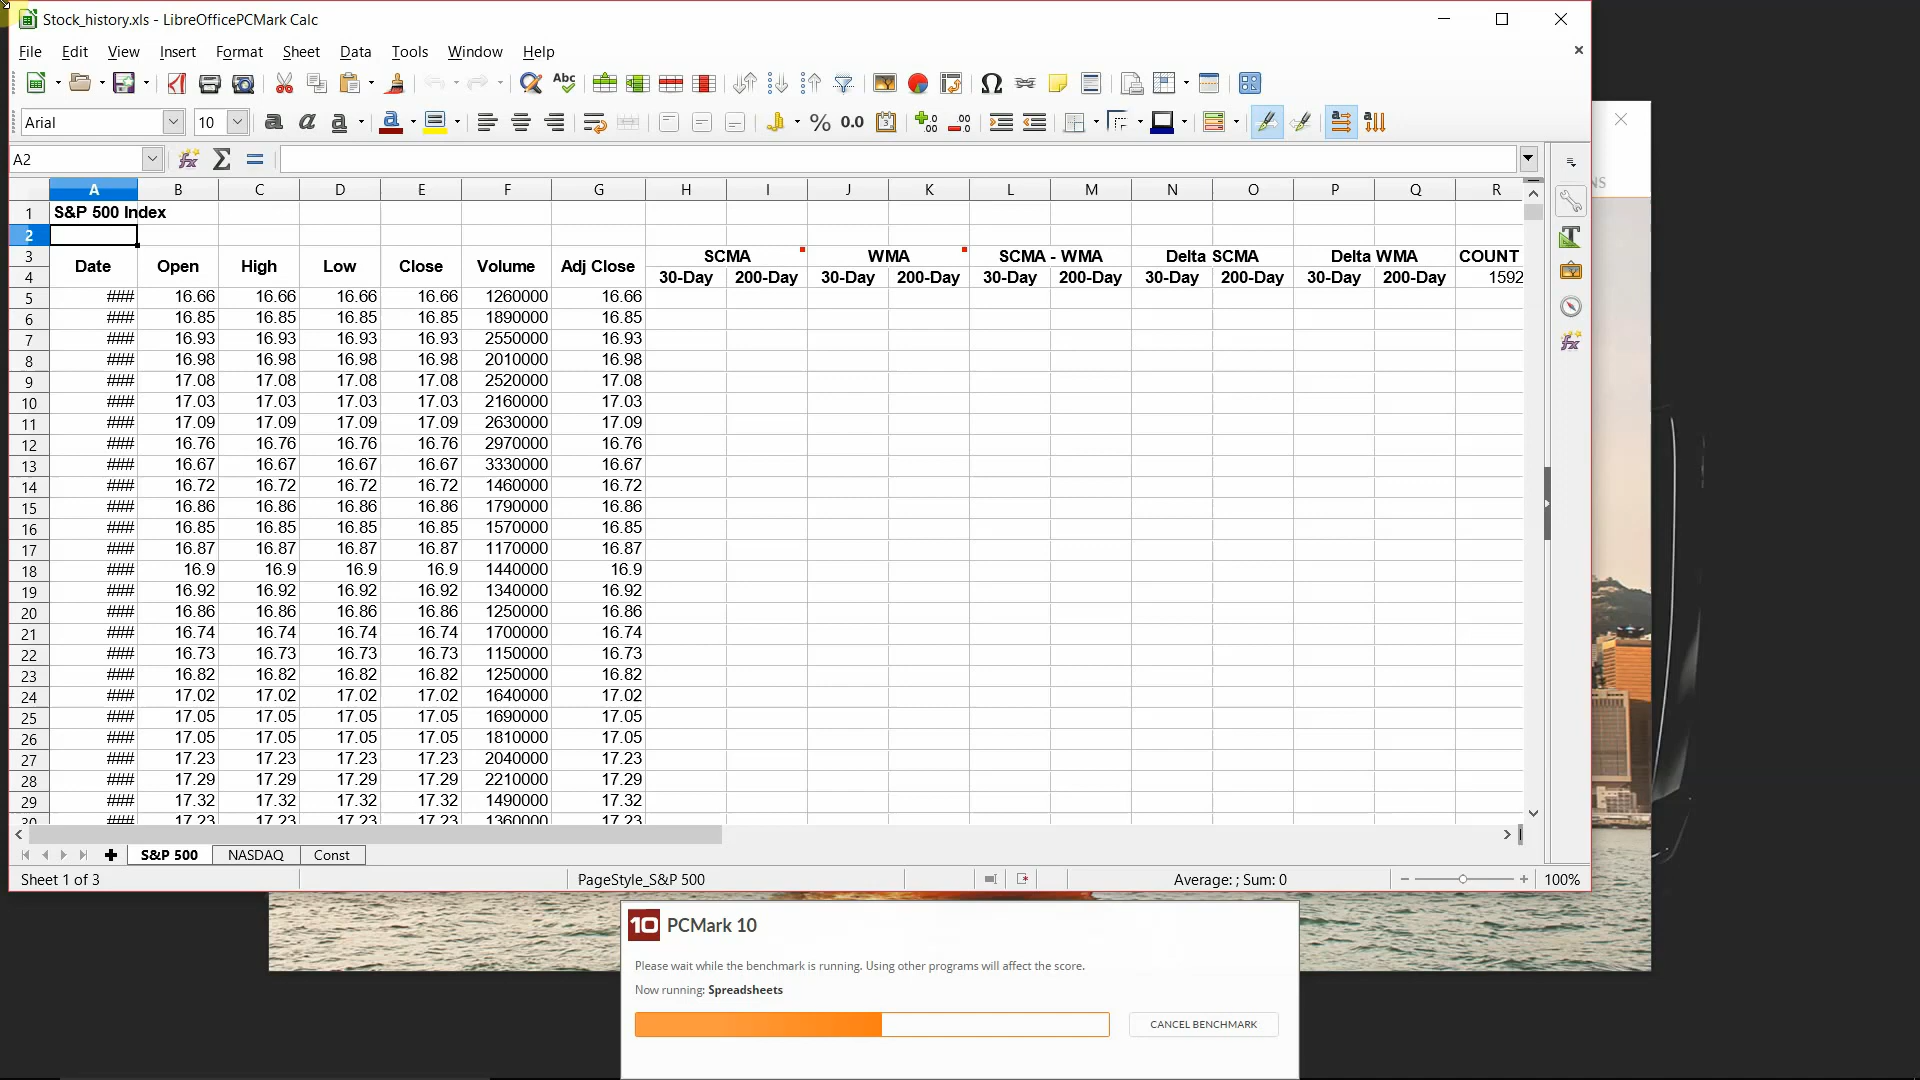 Stock_history.xls - LibreOfficePCMark Calc
File Edit View Insert Format Sheet Data Tools Window Help
Abc
Arial 10 a a a a % 0.0
A2
NS
A B C D E F G H I J K L M N O P Q R
1 S&P 500 Index
2
3 SCMA WMA SCMA - WMA Delta SCMA Delta WMA COUNT
Date Open High Low Close Volume Adj Close
4 30-Day 200-Day 30-Day 200-Day 30-Day 200-Day 30-Day 200-Day 30-Day 200-Day 1592
5 ### 16.66 16.66 16.66 16.66 1260000 16.66
6 ### 16.85 16.85 16.85 16.85 1890000 16.85
7 ### 16.93 16.93 16.93 16.93 2550000 16.93
8 ### 16.98 16.98 16.98 16.98 2010000 16.98
9 ### 17.08 17.08 17.08 17.08 2520000 17.08
10 ### 17.03 17.03 17.03 17.03 2160000 17.03
11 ### 17.09 17.09 17.09 17.09 2630000 17.09
12 ### 16.76 16.76 16.76 16.76 2970000 16.76
13 ### 16.67 16.67 16.67 16.67 3330000 16.67
14 ### 16.72 16.72 16.72 16.72 1460000 16.72
15 ### 16.86 16.86 16.86 16.86 1790000 16.86
16 ### 16.85 16.85 16.85 16.85 1570000 16.85
17 ### 16.87 16.87 16.87 16.87 1170000 16.87
18 ### 16.9 16.9 16.9 16.9 1440000 16.9
19 ### 16.92 16.92 16.92 16.92 1340000 16.92
20 ### 16.86 16.86 16.86 16.86 1250000 16.86
21 ### 16.74 16.74 16.74 16.74 1700000 16.74
22 ### 16.73 16.73 16.73 16.73 1150000 16.73
23 ### 16.82 16.82 16.82 16.82 1250000 16.82
24 ### 17.02 17.02 17.02 17.02 1640000 17.02
25 ### 17.05 17.05 17.05 17.05 1690000 17.05
26 ### 17.05 17.05 17.05 17.05 1810000 17.05
27 ### 17.23 17.23 17.23 17.23 2040000 17.23
28 ### 17.29 17.29 17.29 17.29 2210000 17.29
29 ### 17.32 17.32 17.32 17.32 1490000 17.32
30 ### 17.23 17.23 17.23 17.23 1360000 17.23
S&P 500 NASDAQ Const
Sheet 1 of 3 PageStyle_S&P 500 Average: ; Sum: 0 100%
10 PCMark 10
Please wait while the benchmark is running. Using other programs will affect the score.
Now running: Spreadsheets
CANCEL BENCHMARK